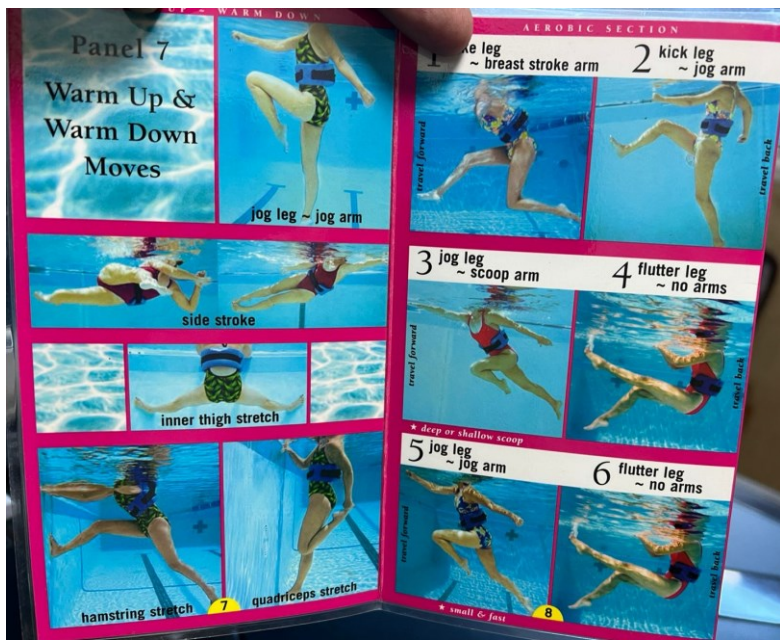 UP ~ WARM DOWN
Panel 7
Warm Up &
Warm Down
Moves
jog leg ~ jog arm
side stroke
inner thigh stretch
hamstring stretch
7
quadriceps stretch
AEROBIC SECTION
1
leg
~ breast stroke arm
travel forward
2 kick leg
~ jog arm
travel back
3 jog leg
~ scoop arm
travel forward
★ deep or shallow scoop
4 flutter leg
~ no arms
travel back
5 jog leg
~ jog arm
travel forward
★ small & fast
6 flutter leg
~ no arms
travel back
8